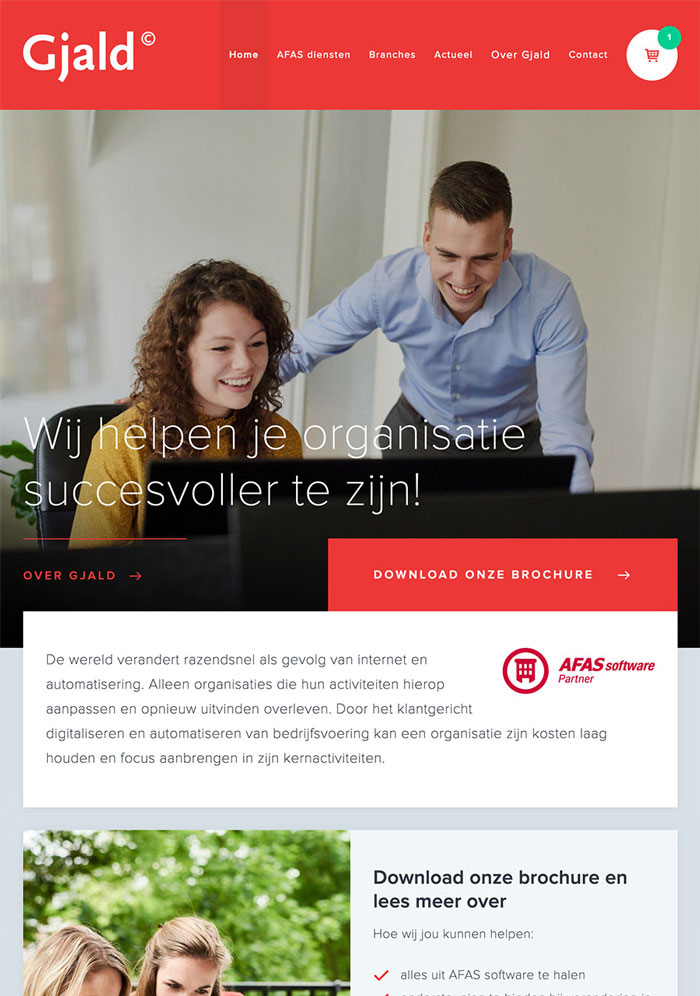 Gjald©
Home AFAS diensten Branches Actueel Over Gjald Contact 1
Wij helpen je organisatie
succesvoller te zijn!
OVER GJALD →
DOWNLOAD ONZE BROCHURE →
De wereld verandert razendsnel als gevolg van internet en
automatisering. Alleen organisaties die hun activiteiten hierop
aanpassen en opnieuw uitvinden overleven. Door het klantgericht
digitaliseren en automatiseren van bedrijfsvoering kan een organisatie zijn kosten laag
houden en focus aanbrengen in zijn kernactiviteiten.
AFAS software
Partner
Download onze brochure en
lees meer over
Hoe wij jou kunnen helpen:
alles uit AFAS software te halen